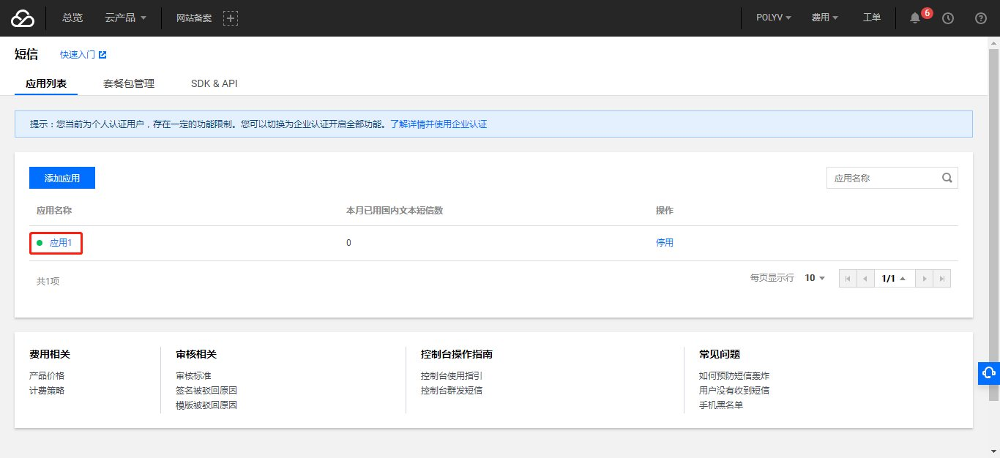 总览 云产品 网站备案 POLYV 费用 工单 6
短信 快速入门
应用列表 套餐包管理 SDK & API
提示：您当前为个人认证用户，存在一定的功能限制。您可以切换为企业认证开启全部功能。了解详情并使用企业认证
添加应用 应用名称
应用名称 本月已用国内文本短信数 操作
应用1 0 停用
共1项 每页显示行 10 1/1
费用相关 审核相关 控制台操作指南 常见问题
产品价格 审核标准 控制台使用指引 如何预防短信轰炸
计费策略 签名被驳回原因 控制台群发短信 用户没有收到短信
模版被驳回原因 手机黑名单